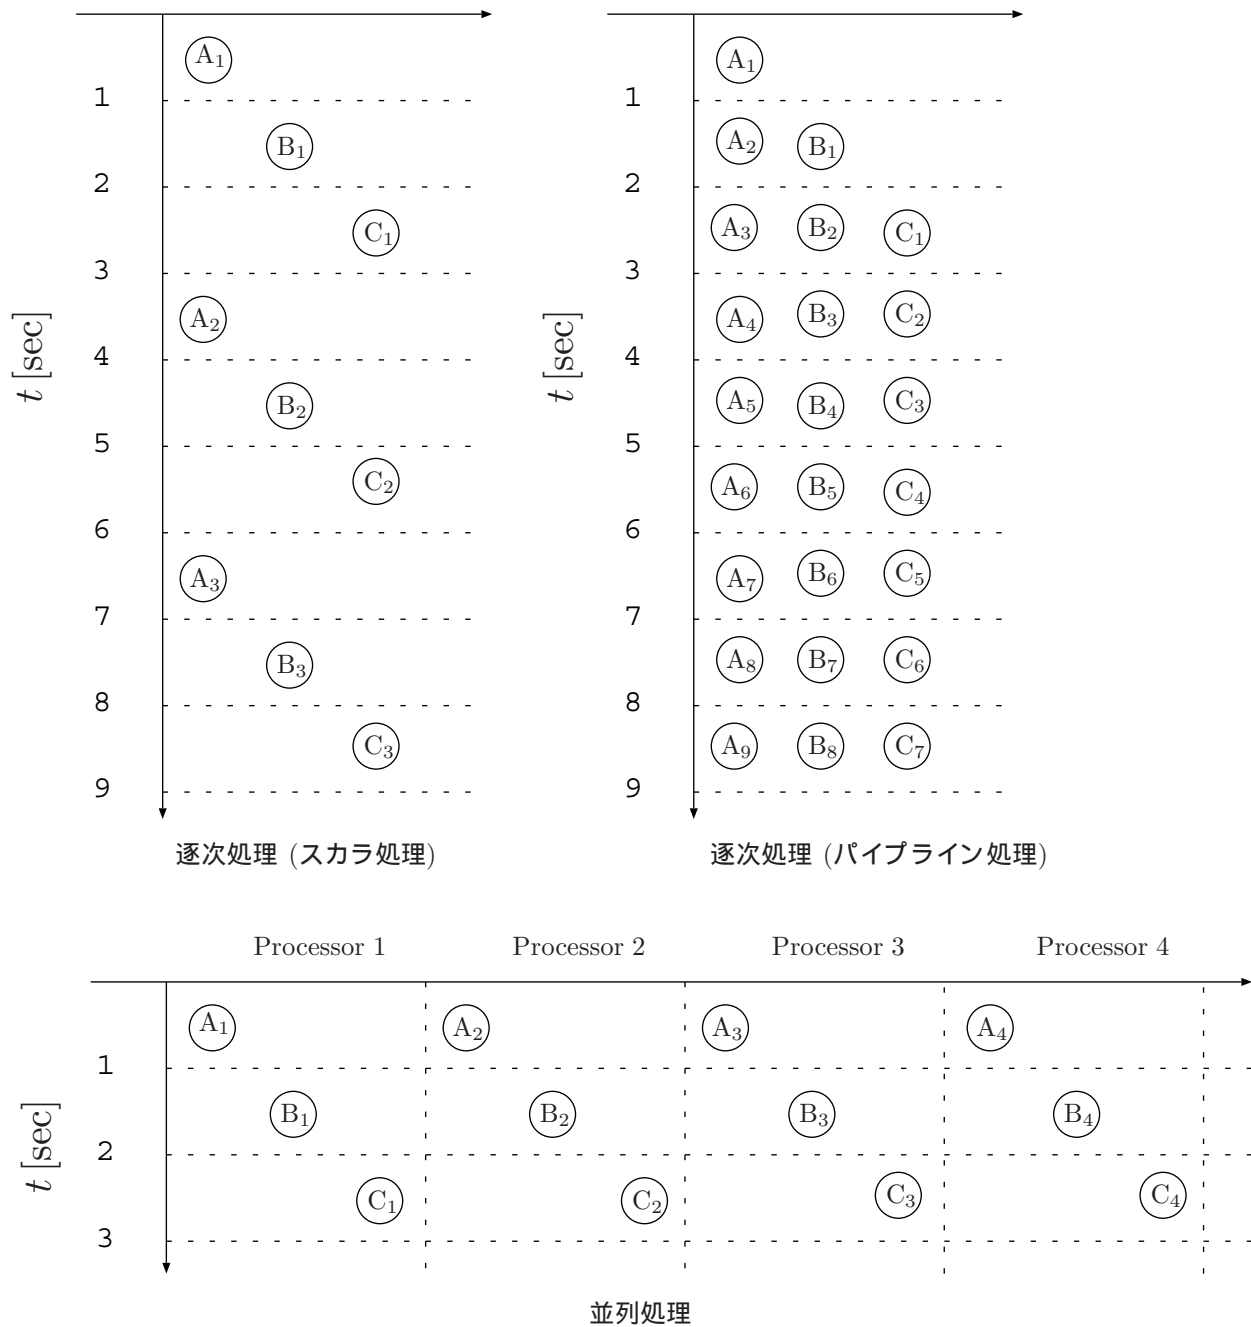 A1
1
B1
2
C1
3
A2
4
B2
5
C2
6
A3
7
B3
8
C3
9
t [sec]
逐次処理 (スカラ処理)
A1
1
A2 B1
2
A3 B2 C1
3
A4 B3 C2
4
A5 B4 C3
5
A6 B5 C4
6
A7 B6 C5
7
A8 B7 C6
8
A9 B8 C7
9
t [sec]
逐次処理 (パイプライン処理)
Processor 1 Processor 2 Processor 3 Processor 4
A1 A2 A3 A4
1
B1 B2 B3 B4
2
C1 C2 C3 C4
3
t [sec]
並列処理